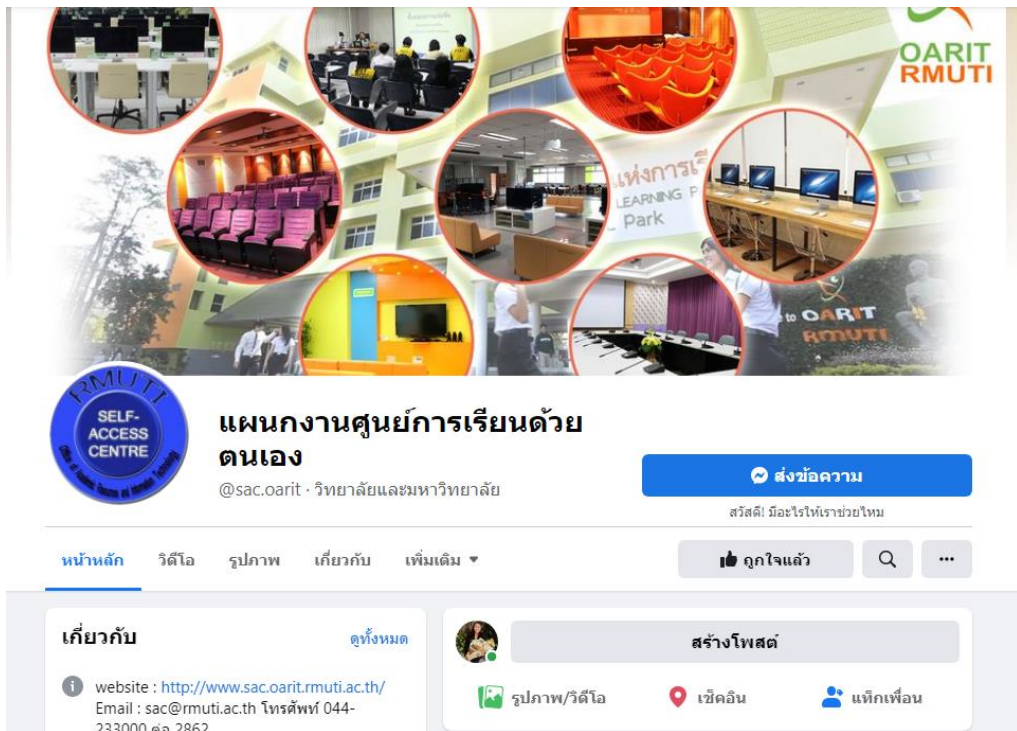 OARIT
RMUTI
แห่งการเรี
LEARNING P
Park
to OARIT
RMUTI
RMUTI
SELF-
ACCESS
CENTRE
แผนกงานศูนย์การเรียนด้วย
ตนเอง
@sac.oarit · วิทยาลัยและมหาวิทยาลัย
ส่งข้อความ
สวัสดี! มีอะไรให้เราช่วยไหม
หน้าหลัก วิดีโอ รูปภาพ เกี่ยวกับ เพิ่มเติม
ถูกใจแล้ว
เกี่ยวกับ ดูทั้งหมด
website : http://www.sac.oarit.rmuti.ac.th/
Email : sac@rmuti.ac.th โทรศัพท์ 044-
233000 ต่อ 2862
สร้างโพสต์
รูปภาพ/วิดีโอ เช็คอิน แท็กเพื่อน